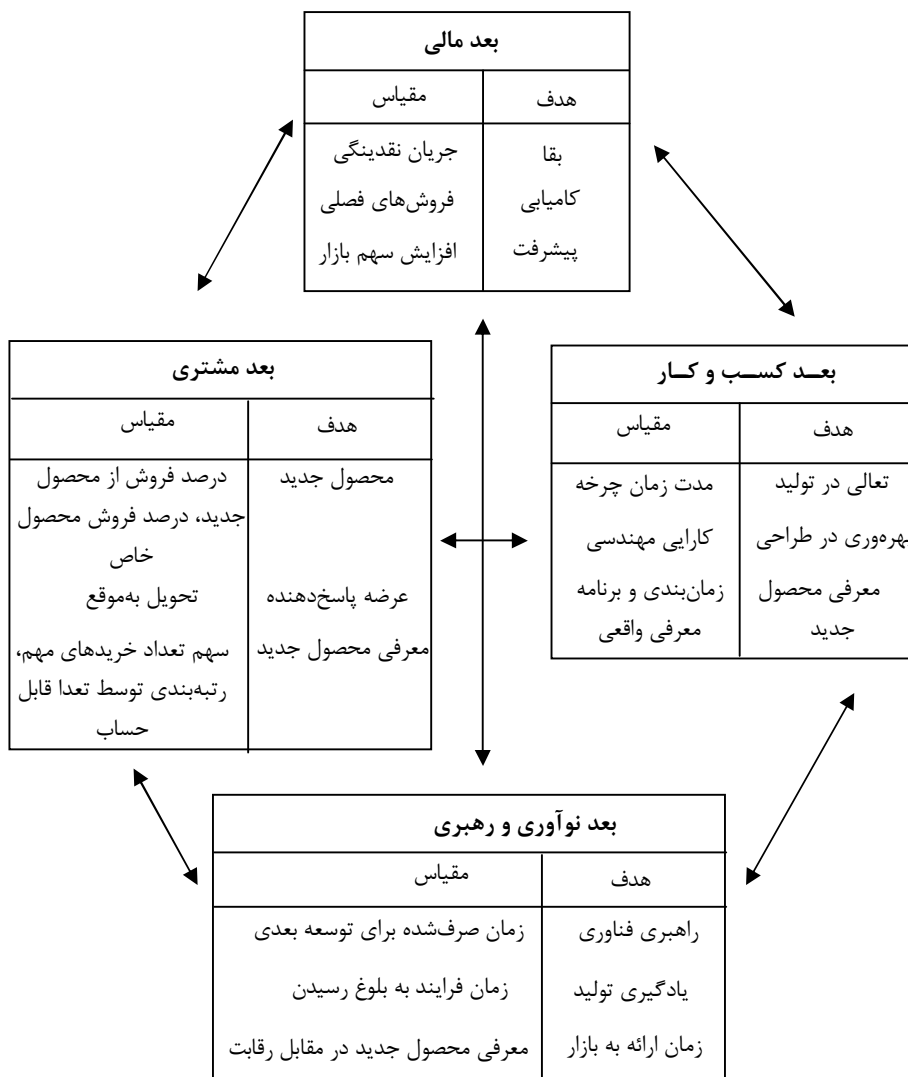 بعد مالی
هدف	مقیاس
بقا	جریان نقدینگی
کامیابی	فروش‌های فصلی
پیشرفت	افزایش سهم بازار
بعــد کســب و کــار
هدف	مقیاس
تعالی در تولید	مدت زمان چرخه
هره‌وری در طراحی	کارایی مهندسی
معرفی محصول	زمان‌بندی و برنامه
جدید	معرفی واقعی
بعد مشتری
هدف	مقیاس
محصول جدید	درصد فروش از محصول
جدید، درصد فروش محصول
خاص
عرضه پاسخ‌دهنده	تحویل به‌موقع
معرفی محصول جدید	سهم تعداد خریدهای مهم،
رتبه‌بندی توسط تعدا قابل
حساب
بعد نوآوری و رهبری
هدف	مقیاس
راهبری فناوری	زمان صرف‌شده برای توسعه بعدی
یادگیری تولید	زمان فرایند به بلوغ رسیدن
زمان ارائه به بازار	معرفی محصول جدید در مقابل رقابت